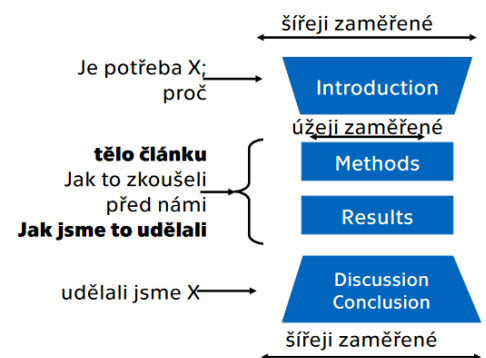 šířeji zaměřené
Je potřeba X;
proč
Introduction
úžeji zaměřené
tělo článku
Jak to zkoušeli
před námi
Jak jsme to udělali
Methods
Results
udělali jsme X
Discussion
Conclusion
šířeji zaměřené